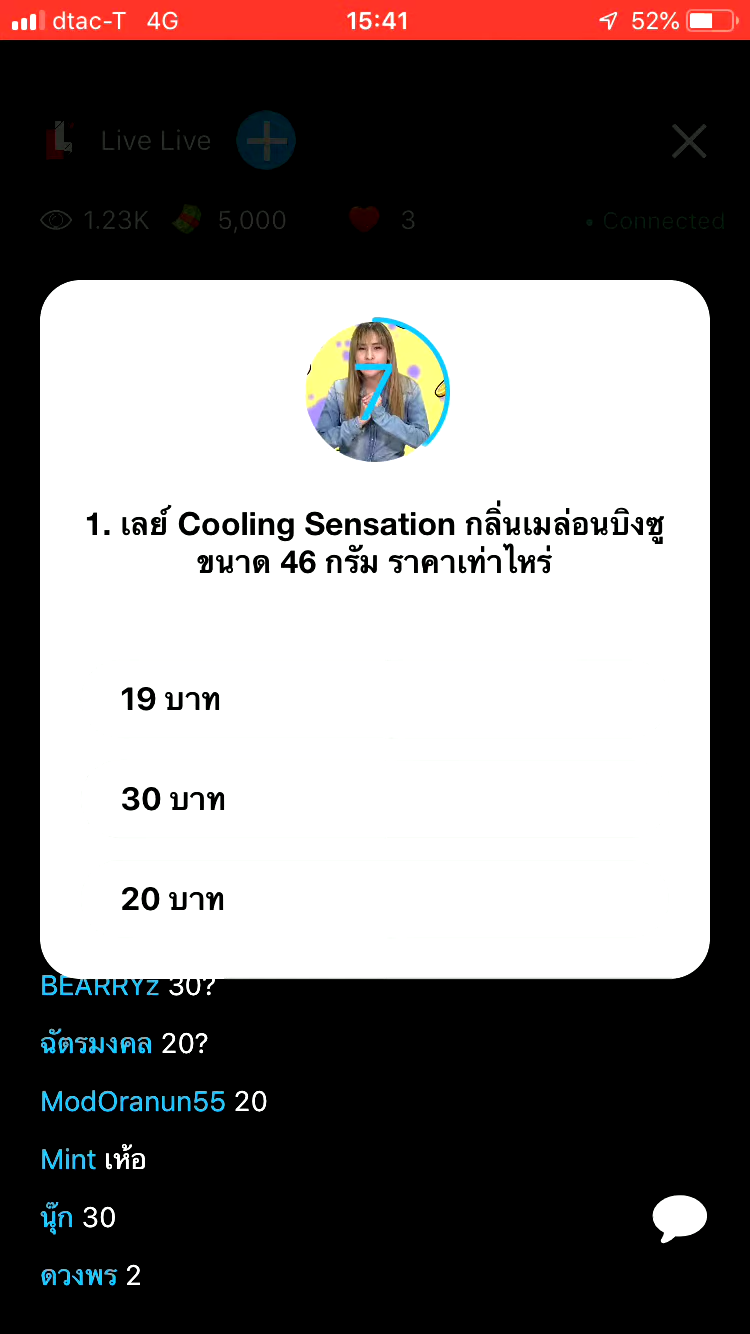 dtac-T 4G 15:41 52%
Live Live
1.23K 5,000 3 • Connected
7
1. เลย์ Cooling Sensation กลิ่นเมล่อนบิงซู
ขนาด 46 กรัม ราคาเท่าไหร่
19 บาท
30 บาท
20 บาท
BEARRYz 30?
ฉัตรมงคล 20?
ModOranun55 20
Mint เห้อ
นุ๊ก 30
ดวงพร 2